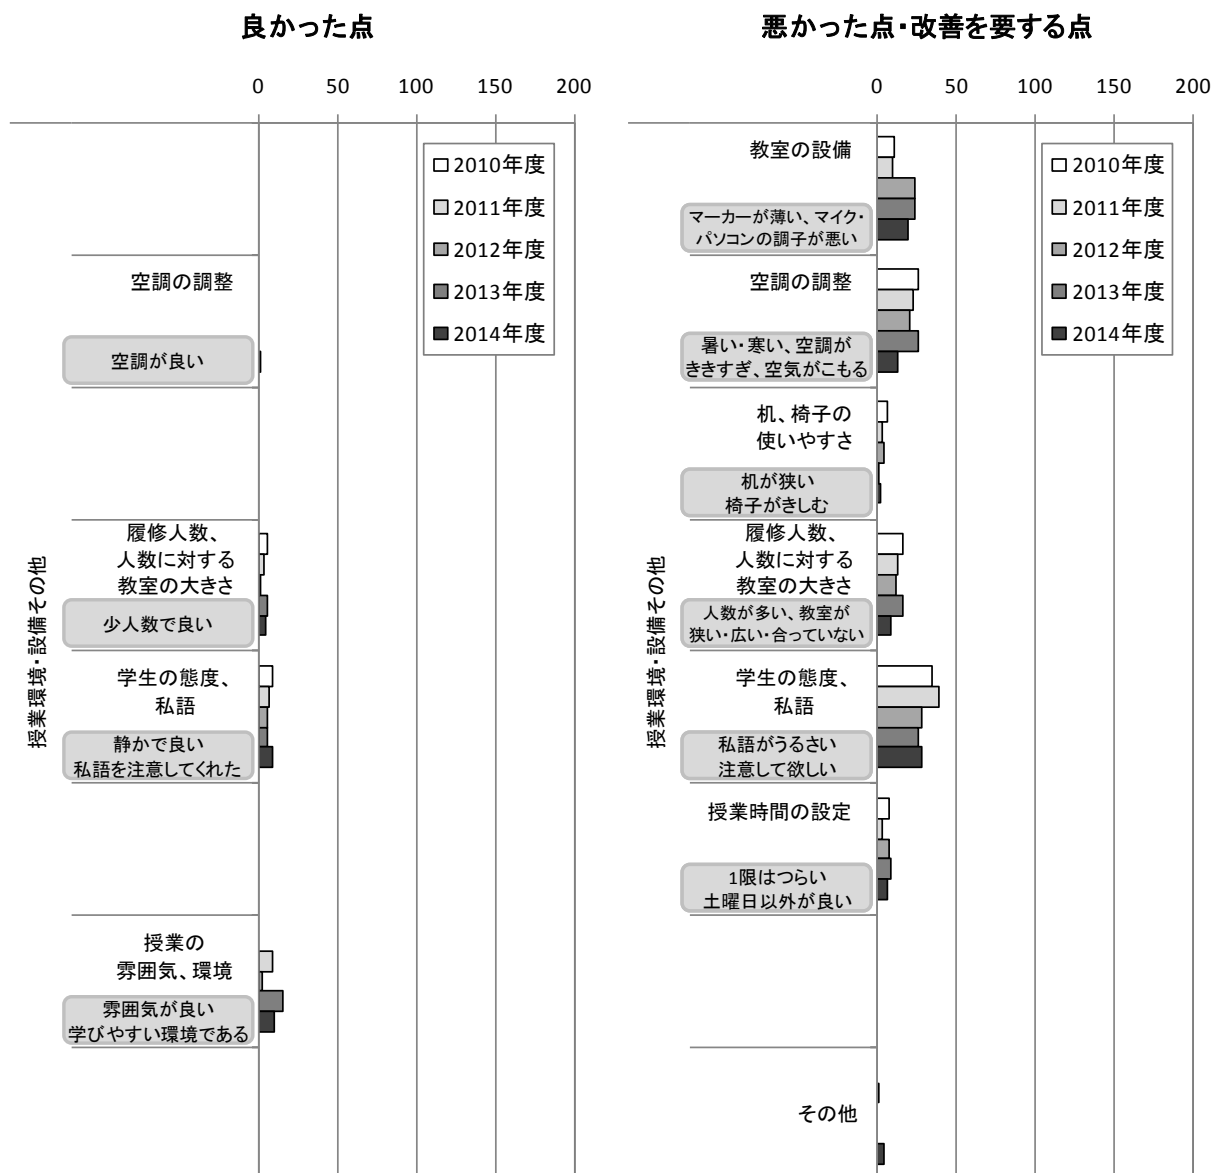 良かった点
0 50 100 150 200
2010年度
2011年度
2012年度
2013年度
2014年度
授業環境・設備その他
空調の調整
空調が良い
履修人数、
人数に対する
教室の大きさ
少人数で良い
学生の態度、
私語
静かで良い
私語を注意してくれた
授業の
雰囲気、環境
雰囲気が良い
学びやすい環境である
悪かった点・改善を要する点
0 50 100 150 200
2010年度
2011年度
2012年度
2013年度
2014年度
授業環境・設備その他
教室の設備
マーカーが薄い、マイク・
パソコンの調子が悪い
空調の調整
暑い・寒い、空調が
ききすぎ、空気がこもる
机、椅子の
使いやすさ
机が狭い
椅子がきしむ
履修人数、
人数に対する
教室の大きさ
人数が多い、教室が
狭い・広い・合っていない
学生の態度、
私語
私語がうるさい
注意して欲しい
授業時間の設定
1限はつらい
土曜日以外が良い
その他